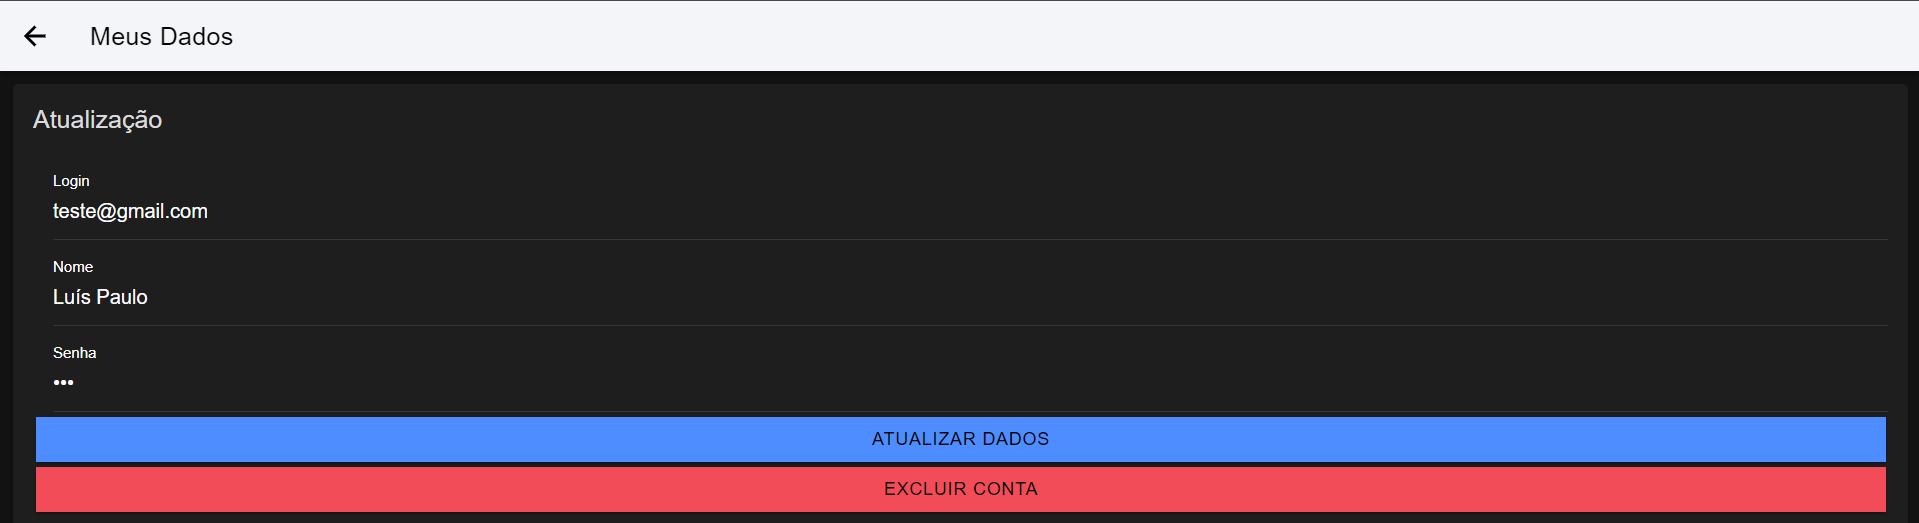 Meus Dados
Atualização
Login
teste@gmail.com
Nome
Luís Paulo
Senha
•••
ATUALIZAR DADOS
EXCLUIR CONTA